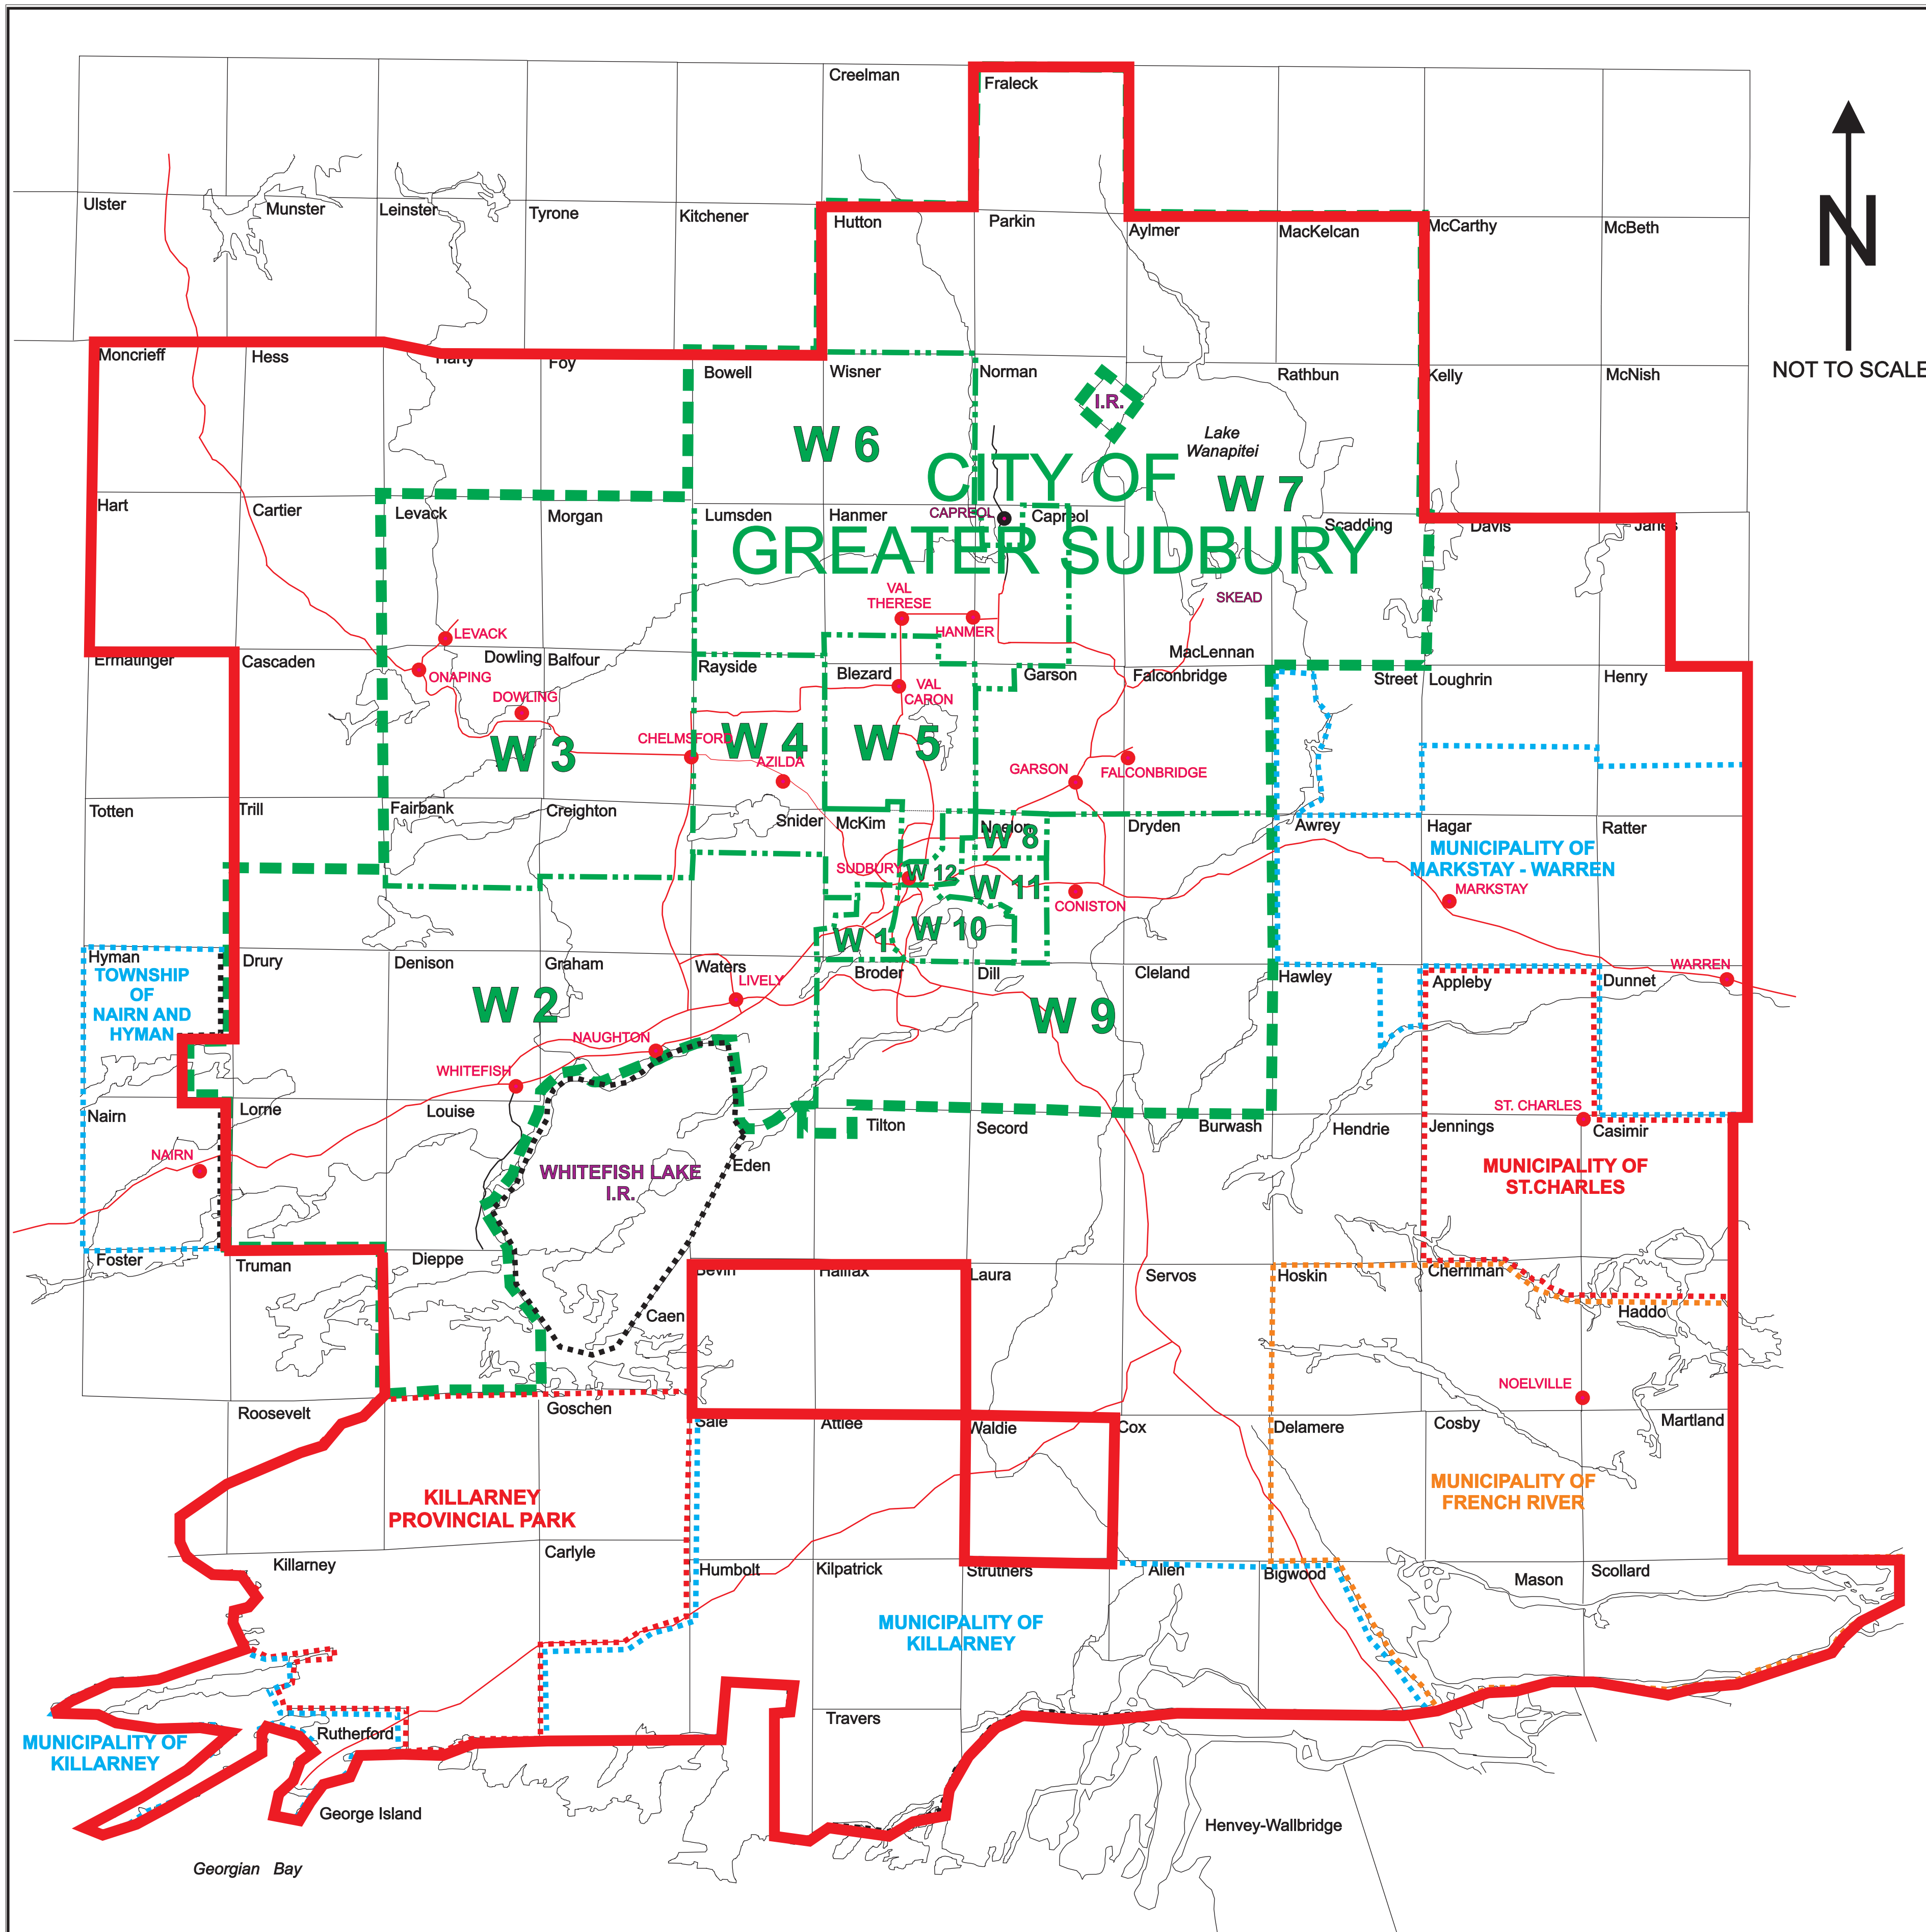 Creelman
Fraleck
Ulster
Munster
Leinster
Tyrone
Kitchener
Hutton
Parkin
Aylmer
MacKelcan
McCarthy
McBeth
N
NOT TO SCALE
Moncrieff
Hess
Harty
Foy
Bowell
Wisner
Norman
Rathbun
Kelly
McNish
I.R.
Lake
Wanapitei
W 6
CITY OF
GREATER SUDBURY
W 7
Hart
Cartier
Levack
Morgan
Lumsden
Hanmer
CAPREOL
Capreol
Scadding
Davis
Janes
VAL
THERESE
HANMER
SKEAD
LEVACK
ONAPING
DOWLING
Ermatinger
Cascaden
Dowling
Balfour
Rayside
Blezard
VAL
CARON
Garson
MacLennan
Falconbridge
Street
Loughrin
Henry
W 3
CHELMSFORD
W 4
AZILDA
W 5
GARSON
FALCONBRIDGE
Totten
Trill
Fairbank
Creighton
Snider
McKim
Neelon
W 8
Dryden
Awrey
Hagar
Ratter
MUNICIPALITY OF
MARKSTAY - WARREN
MARKSTAY
SUDBURY
W 12
W 11
CONISTON
W 1
W 10
Hyman
TOWNSHIP
OF
NAIRN AND
HYMAN
Drury
Denison
Graham
Waters
LIVELY
Broder
Dill
Cleland
Hawley
Appleby
Dunnet
WARREN
W 2
W 9
NAUGHTON
WHITEFISH
Nairn
NAIRN
Lorne
Louise
WHITEFISH LAKE
I.R.
Eden
Tilton
Secord
Burwash
Hendrie
Jennings
ST. CHARLES
Casimir
MUNICIPALITY OF
ST.CHARLES
Foster
Truman
Dieppe
Caen
Bevin
Halifax
Laura
Servos
Hoskin
Cherriman
Haddo
NOELVILLE
Roosevelt
Goschen
Sale
Attlee
Waldie
Cox
Delamere
Cosby
Martland
KILLARNEY
PROVINCIAL PARK
MUNICIPALITY OF
FRENCH RIVER
Killarney
Carlyle
Humbolt
Kilpatrick
Struthers
Allen
Bigwood
Mason
Scollard
MUNICIPALITY OF
KILLARNEY
Travers
Rutherford
MUNICIPALITY OF
KILLARNEY
George Island
Henvey-Wallbridge
Georgian Bay